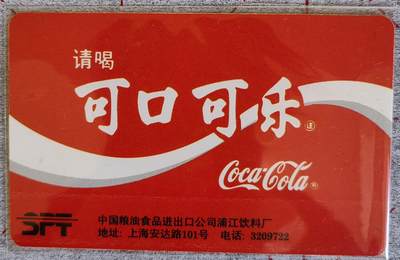 请喝
可口可乐
Coca-Cola
SPT
中国粮油食品进出口公司浦江饮料厂
地址: 上海安达路101号 电话: 3209722